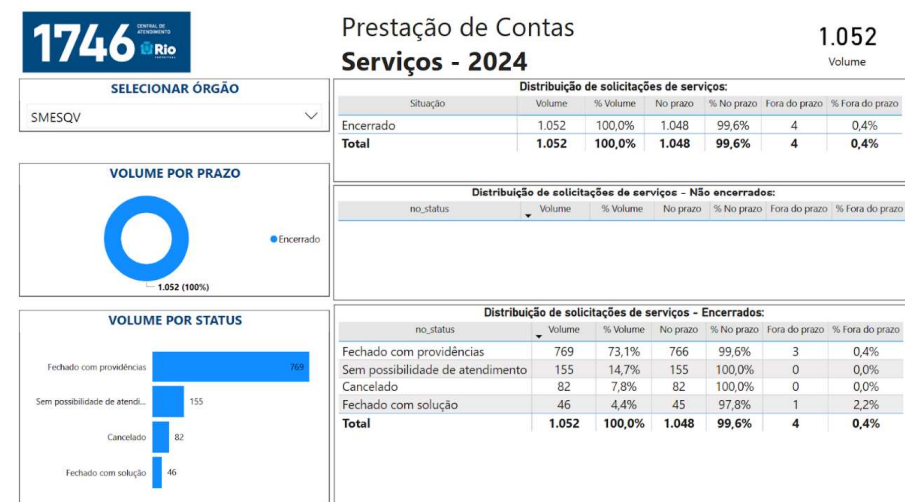 1746 CENTRAL DE ATENDIMENTO Rio PREFEITURA
Prestação de Contas
Serviços - 2024
1.052
Volume
SELECIONAR ÓRGÃO
SMESQV
VOLUME POR PRAZO
Encerrado
1.052 (100%)
VOLUME POR STATUS
Fechado com providências 769
Sem possibilidade de atendi... 155
Cancelado 82
Fechado com solução 46
Distribuição de solicitações de serviços:
Situação Volume % Volume No prazo % No prazo Fora do prazo % Fora do prazo
Encerrado 1.052 100,0% 1.048 99,6% 4 0,4%
Total 1.052 100,0% 1.048 99,6% 4 0,4%
Distribuição de solicitações de serviços - Não encerrados:
no_status Volume % Volume No prazo % No prazo Fora do prazo % Fora do prazo
Distribuição de solicitações de serviços - Encerrados:
no_status Volume % Volume No prazo % No prazo Fora do prazo % Fora do prazo
Fechado com providências 769 73,1% 766 99,6% 3 0,4%
Sem possibilidade de atendimento 155 14,7% 155 100,0% 0 0,0%
Cancelado 82 7,8% 82 100,0% 0 0,0%
Fechado com solução 46 4,4% 45 97,8% 1 2,2%
Total 1.052 100,0% 1.048 99,6% 4 0,4%